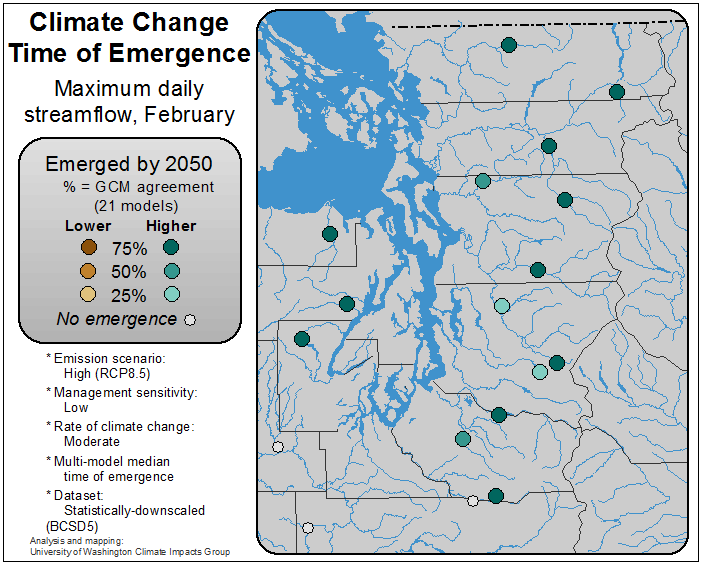 Climate Change
Time of Emergence
Maximum daily
streamflow, February
Emerged by 2050
% = GCM agreement
(21 models)
Lower Higher
75%
50%
25%
No emergence
* Emission scenario:
High (RCP8.5)
* Management sensitivity:
Low
* Rate of climate change:
Moderate
* Multi-model median
time of emergence
* Dataset:
Statistically-downscaled
(BCSD5)
Analysis and mapping:
University of Washington Climate Impacts Group